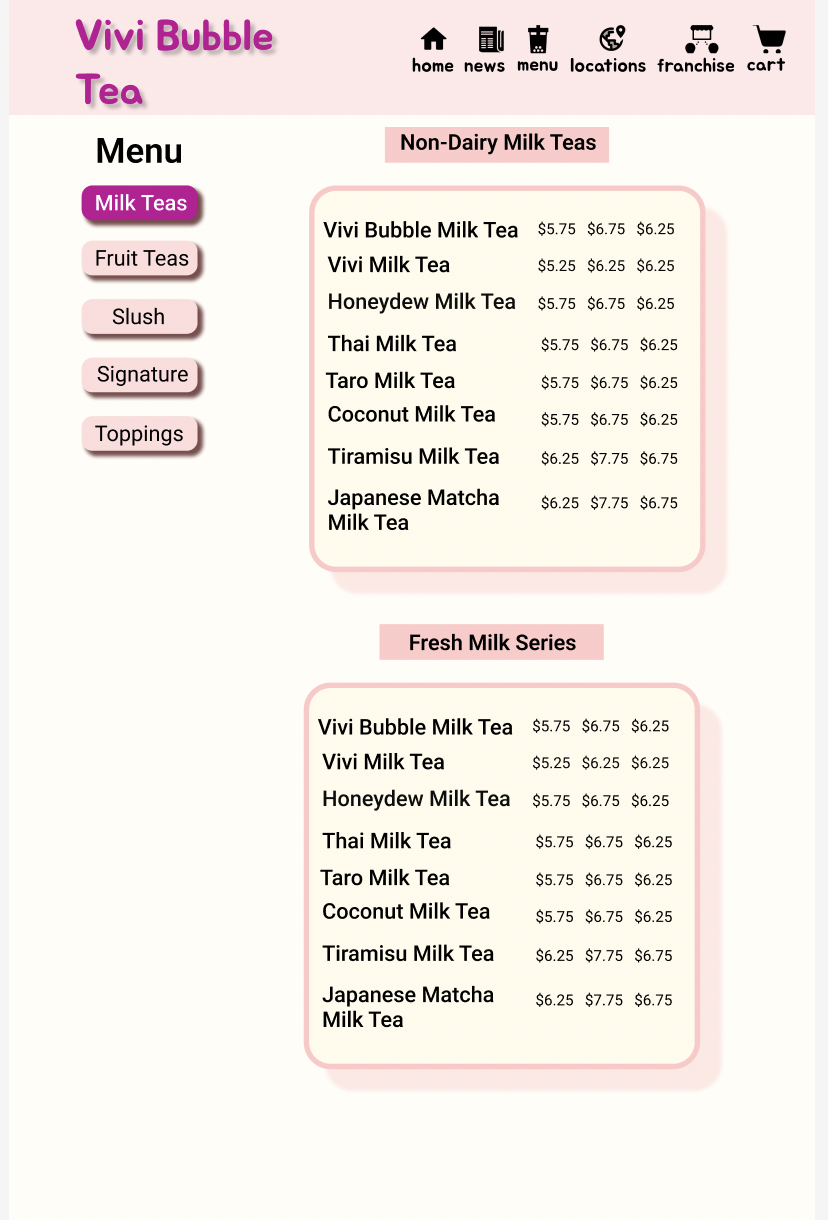 Vivi Bubble
Tea
home news menu locations franchise cart
Menu
Milk Teas
Fruit Teas
Slush
Signature
Toppings
Non-Dairy Milk Teas
Vivi Bubble Milk Tea $5.75 $6.75 $6.25
Vivi Milk Tea $5.25 $6.25 $6.25
Honeydew Milk Tea $5.75 $6.75 $6.25
Thai Milk Tea $5.75 $6.75 $6.25
Taro Milk Tea $5.75 $6.75 $6.25
Coconut Milk Tea $5.75 $6.75 $6.25
Tiramisu Milk Tea $6.25 $7.75 $6.75
Japanese Matcha $6.25 $7.75 $6.75
Milk Tea
Fresh Milk Series
Vivi Bubble Milk Tea $5.75 $6.75 $6.25
Vivi Milk Tea $5.25 $6.25 $6.25
Honeydew Milk Tea $5.75 $6.75 $6.25
Thai Milk Tea $5.75 $6.75 $6.25
Taro Milk Tea $5.75 $6.75 $6.25
Coconut Milk Tea $5.75 $6.75 $6.25
Tiramisu Milk Tea $6.25 $7.75 $6.75
Japanese Matcha $6.25 $7.75 $6.75
Milk Tea